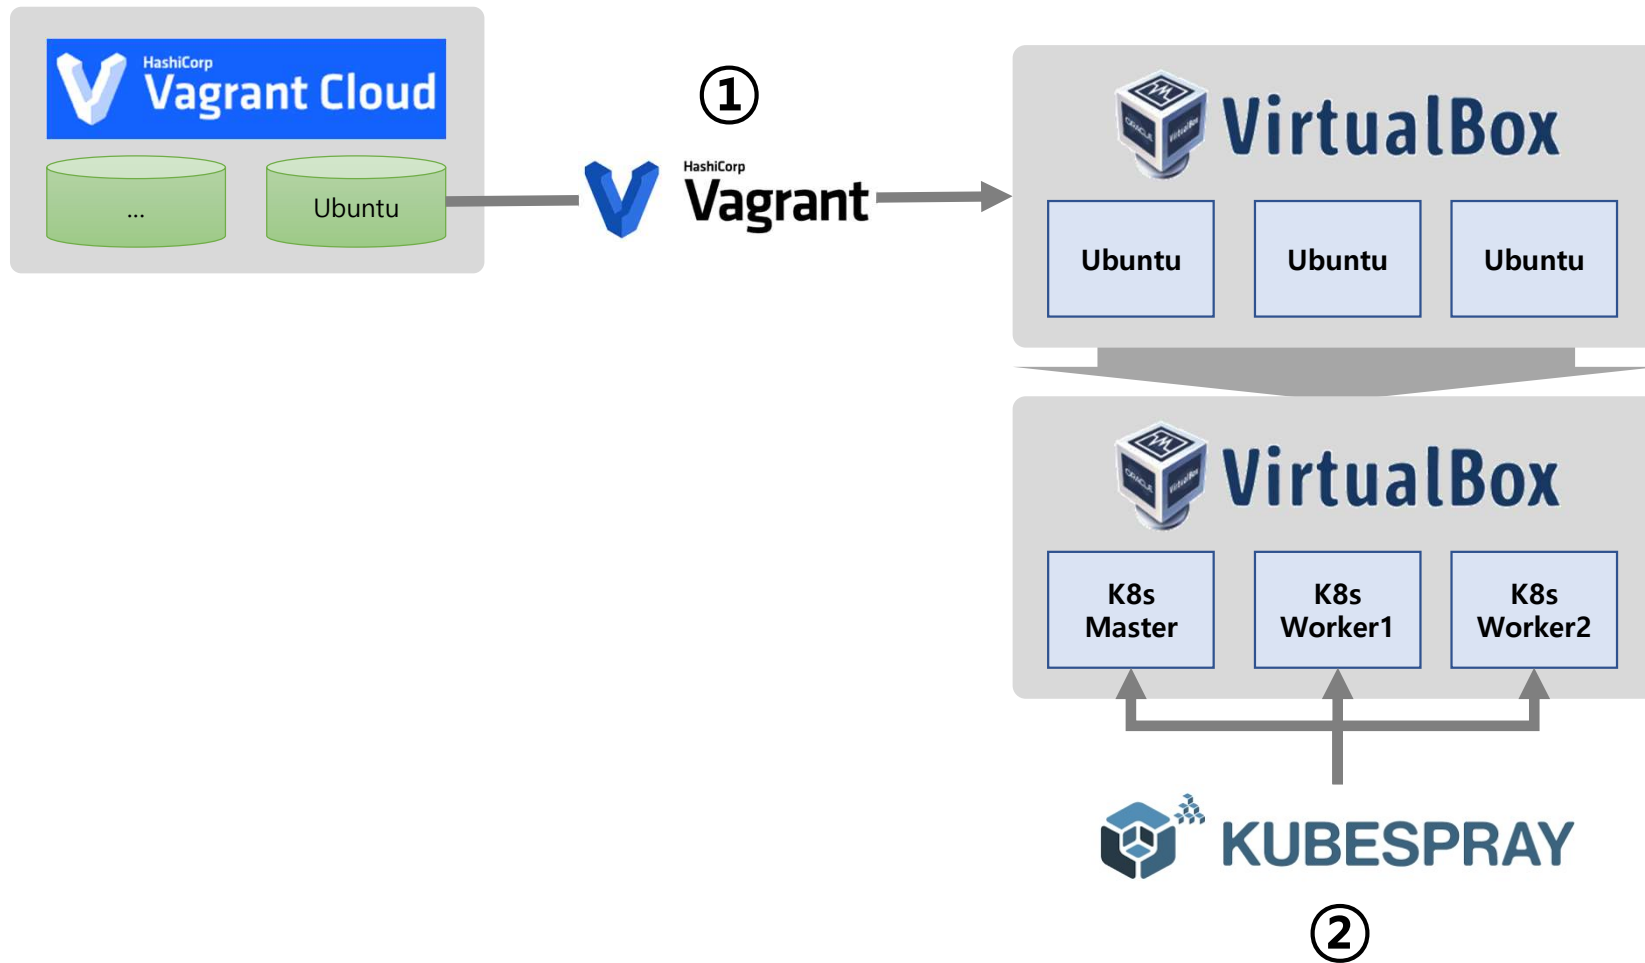 HashiCorp
Vagrant Cloud
...
Ubuntu
①
HashiCorp
Vagrant
VirtualBox
Ubuntu
Ubuntu
Ubuntu
VirtualBox
K8s
Master
K8s
Worker1
K8s
Worker2
KUBESPRAY
②